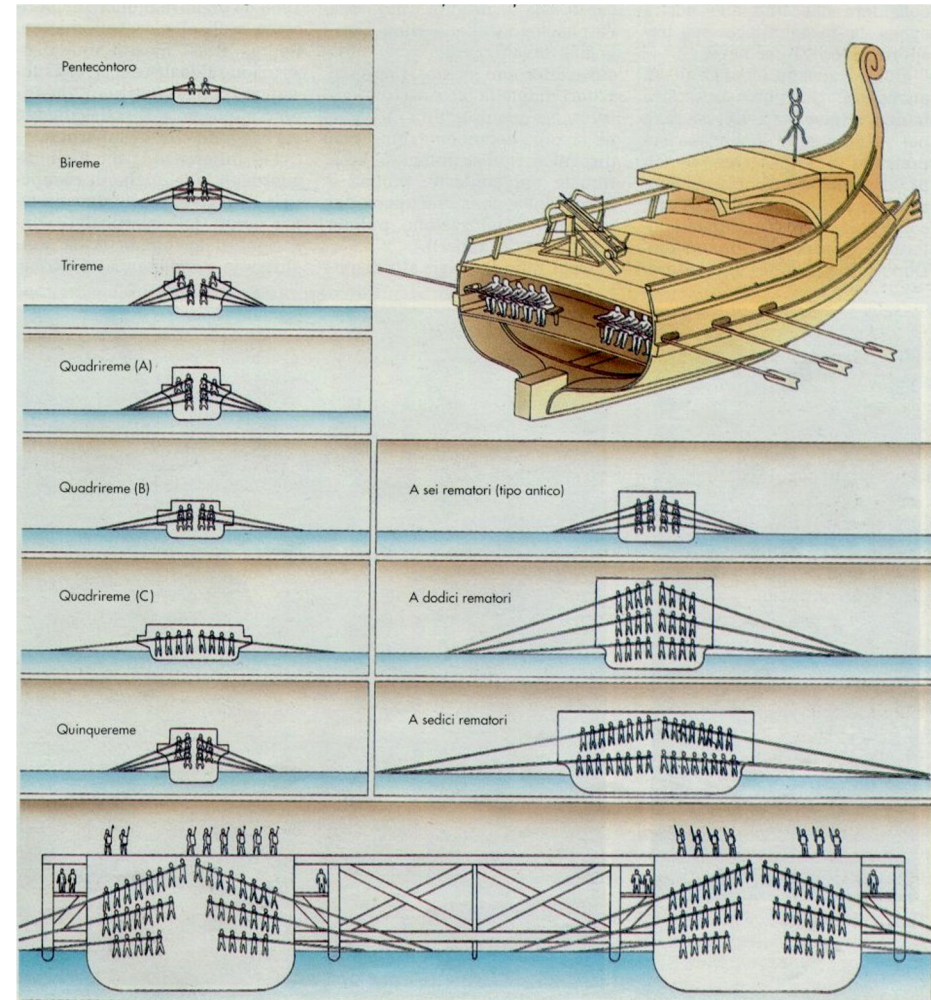 Pentecòntoro
Bireme
Trireme
Quadrireme (A)
Quadrireme (B)
Quadrireme (C)
Quinquereme
A sei rematori (tipo antico)
A dodici rematori
A sedici rematori